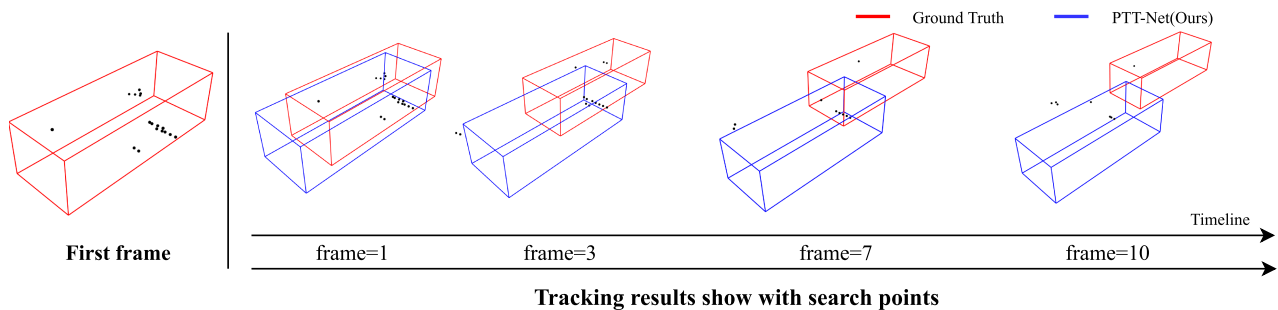 Ground Truth
PTT-Net(Ours)
Timeline
First frame
frame=1
frame=3
frame=7
frame=10
Tracking results show with search points